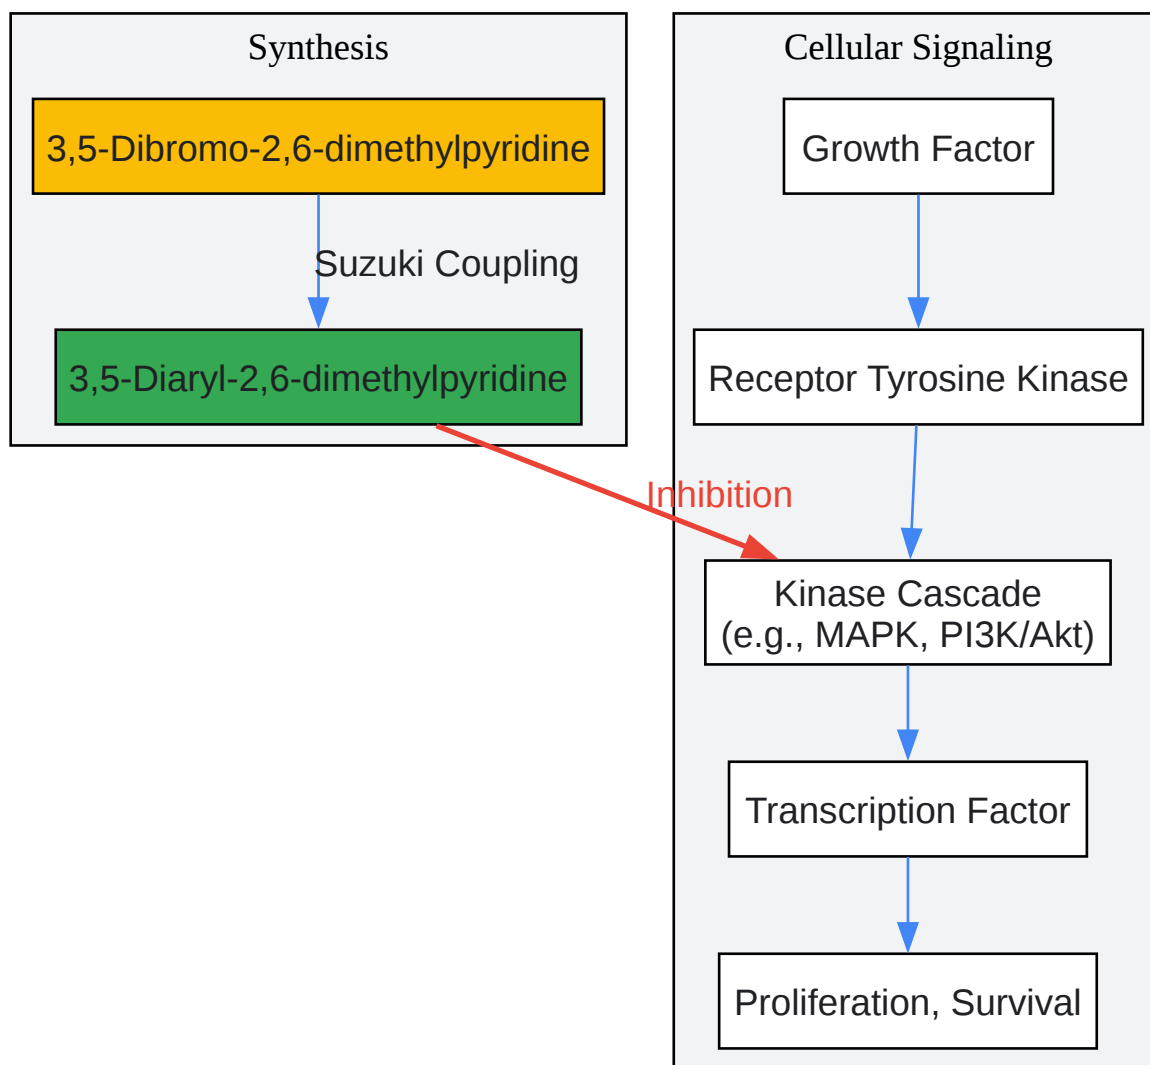 Synthesis
3,5-Dibromo-2,6-dimethylpyridine
Suzuki Coupling
3,5-Diaryl-2,6-dimethylpyridine
Inhibition
Cellular Signaling
Growth Factor
Receptor Tyrosine Kinase
Kinase Cascade
(e.g., MAPK, PI3K/Akt)
Transcription Factor
Proliferation, Survival